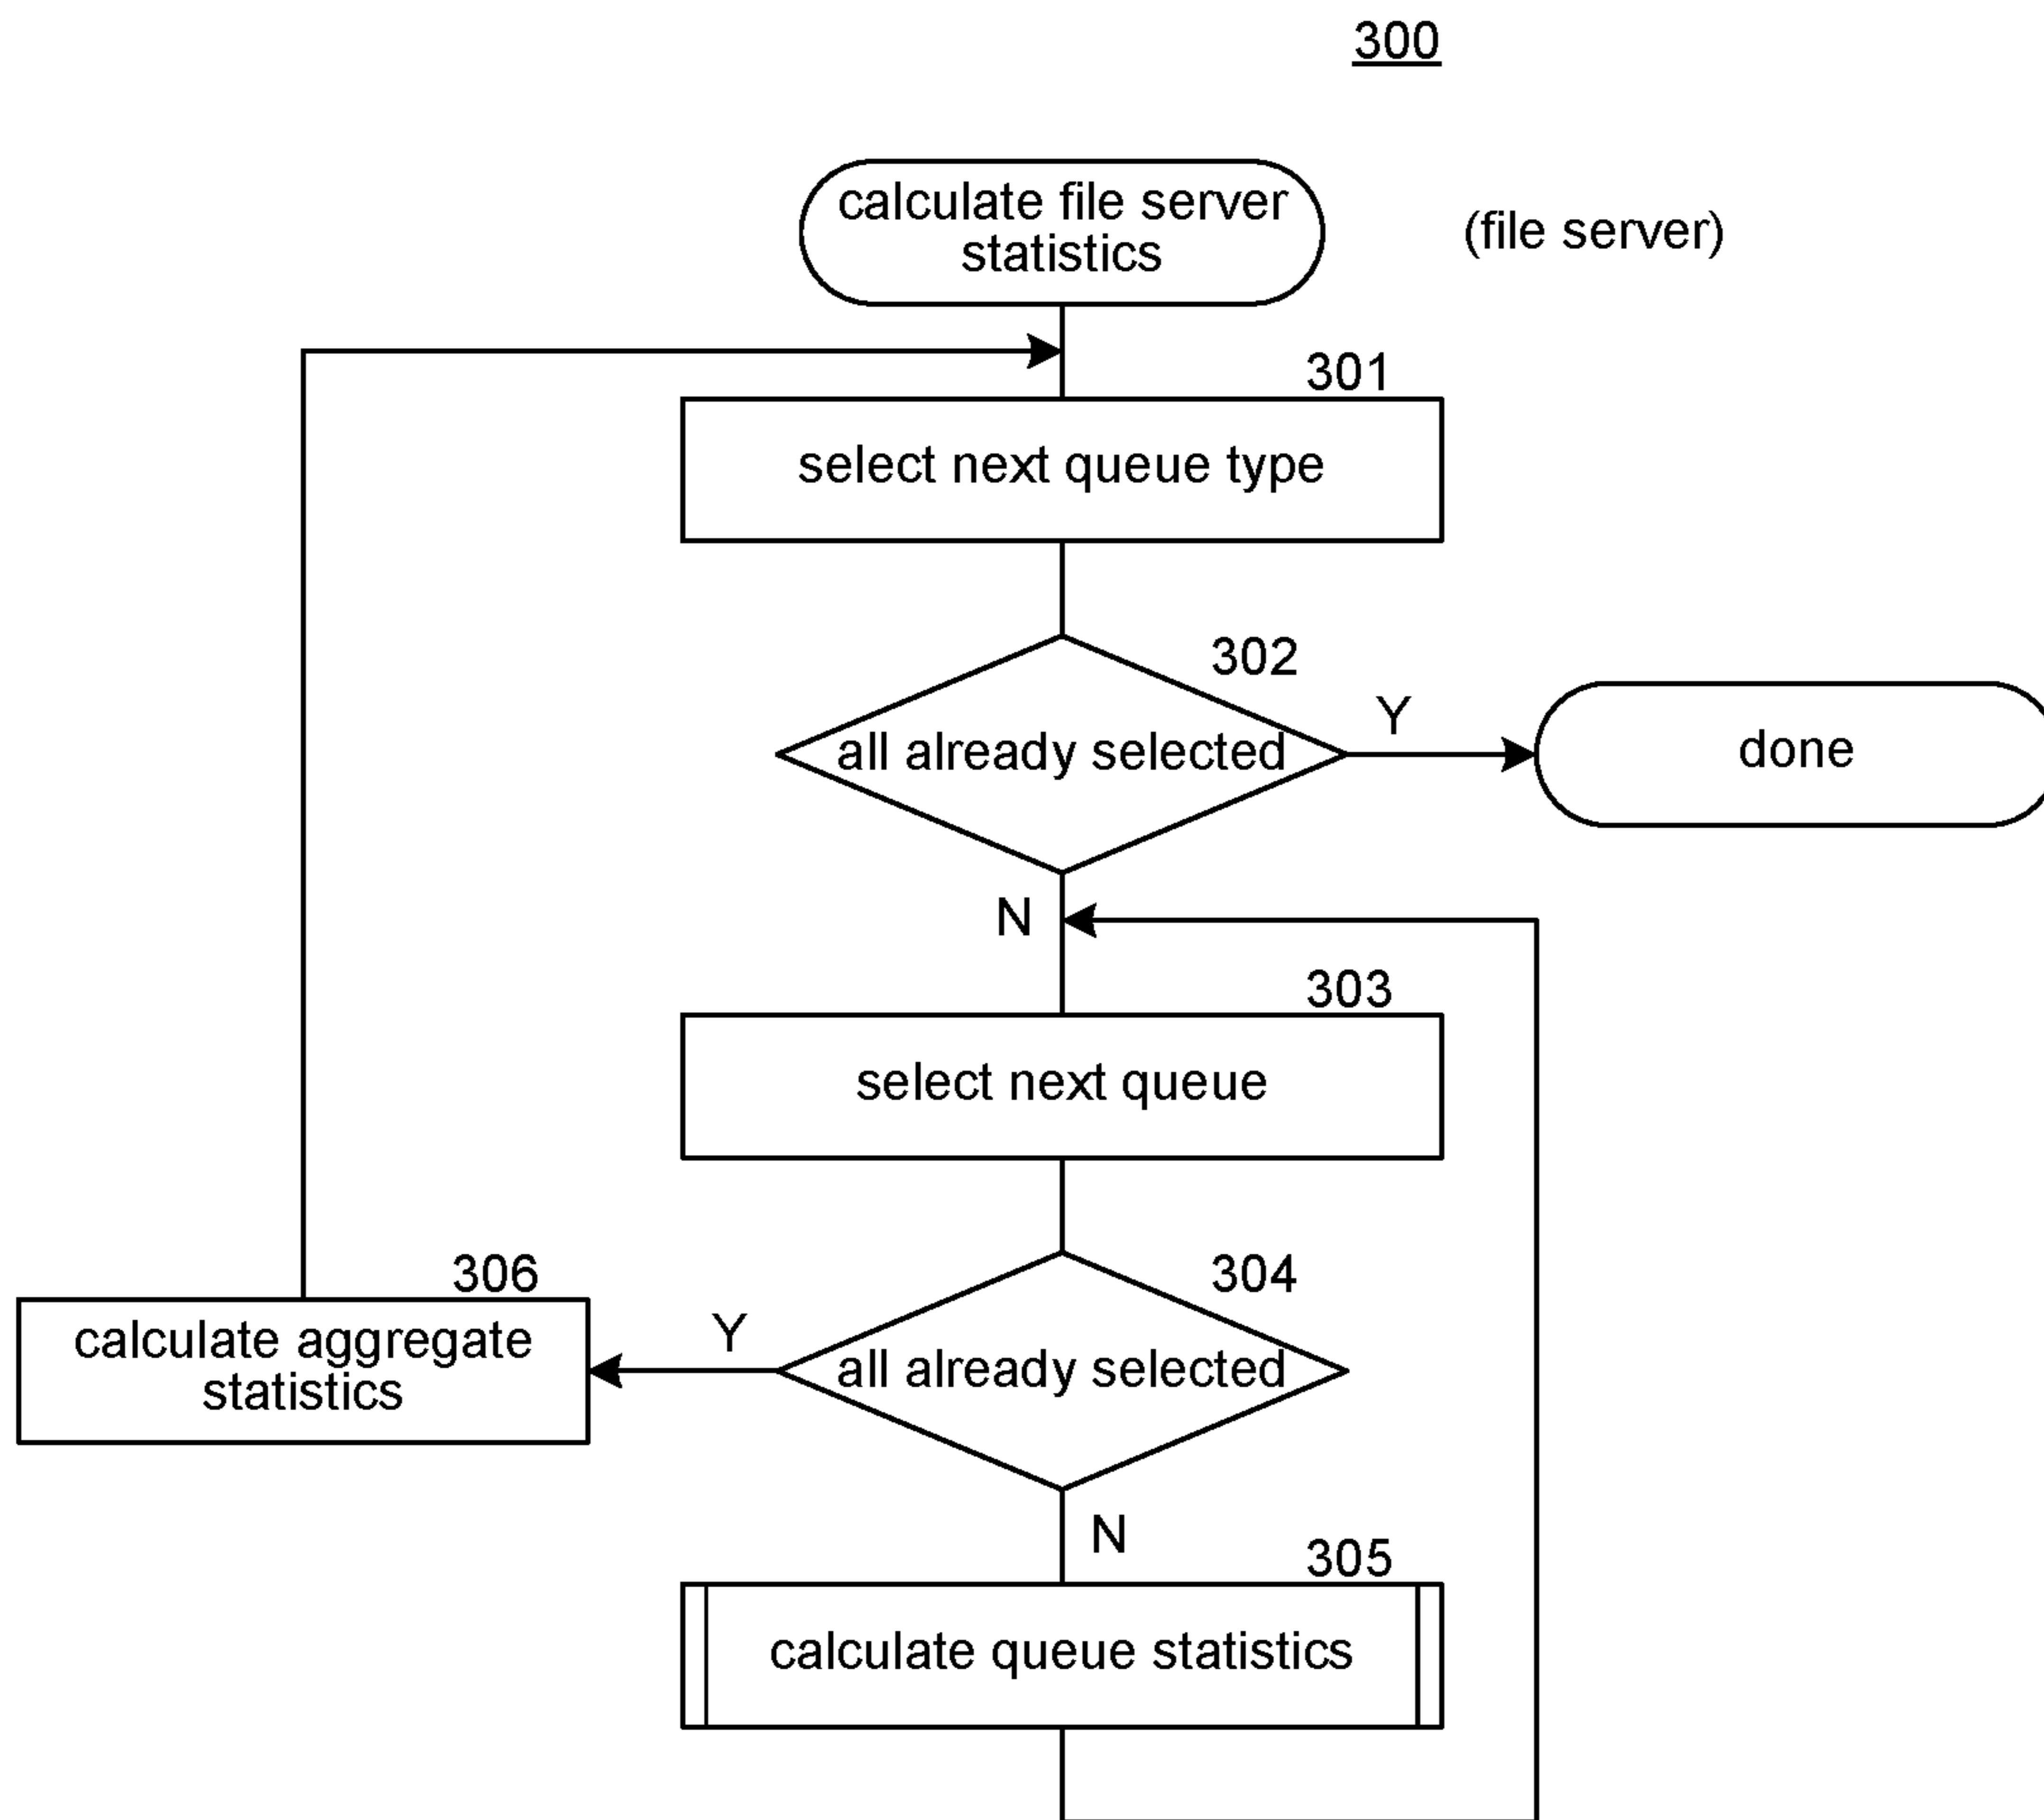 300
calculate file server
statistics
(file server)
301
select next queue type
302
all already selected
Y
done
N
303
select next queue
304
all already selected
Y
306
calculate aggregate
statistics
N
305
calculate queue statistics